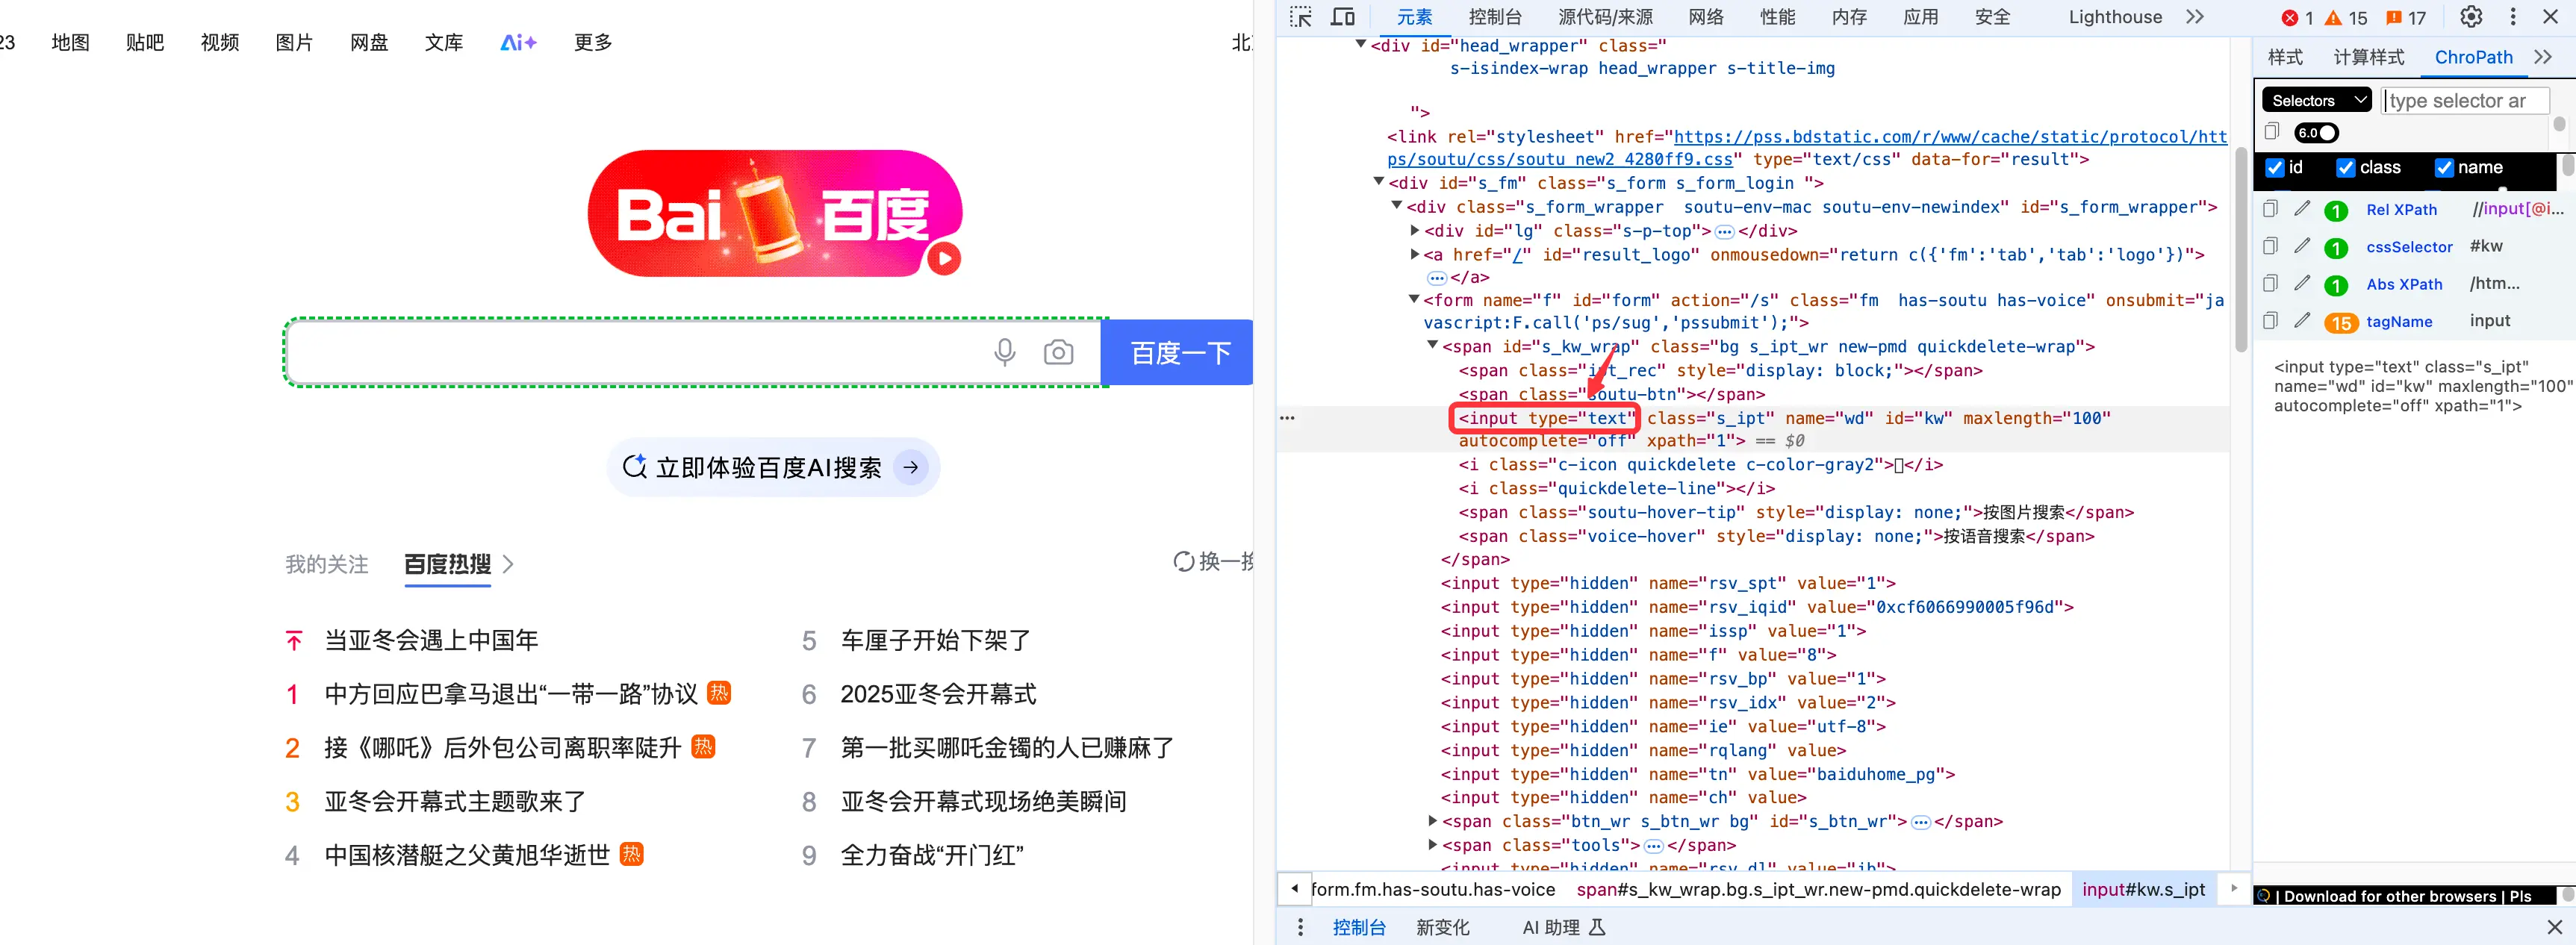 23 地图 贴吧 视频 图片 网盘 文库 Ai+ 更多
Bai 百度
百度一下
立即体验百度AI搜索
我的关注 百度热搜
当亚冬会遇上中国年
1 中方回应巴拿马退出“一带一路”协议 热
2 接《哪吒》后外包公司离职率陡升 热
3 亚冬会开幕式主题歌来了
4 中国核潜艇之父黄旭华逝世 热
换一换
5 车厘子开始下架了
6 2025亚冬会开幕式
7 第一批买哪吒金镯的人已赚麻了
8 亚冬会开幕式现场绝美瞬间
9 全力奋战“开门红”
元素 控制台 源代码/来源 网络 性能 内存 应用 安全 Lighthouse 1 15 17
<div id="head_wrapper" class="
s-isindex-wrap head_wrapper s-title-img
">
<link rel="stylesheet" href="https://pss.bdstatic.com/r/www/cache/static/protocol/htt
ps/soutu/css/soutu_new2_4280ff9.css" type="text/css" data-for="result">
<div id="s_fm" class="s_form s_form_login ">
<div class="s_form_wrapper  soutu-env-mac soutu-env-newindex" id="s_form_wrapper">
<div id="lg" class="s-p-top">…</div>
<a href="/" id="result_logo" onmousedown="return c({'fm':'tab','tab':'logo'})">
…</a>
<form name="f" id="form" action="/s" class="fm  has-soutu has-voice" onsubmit="ja
vascript:F.call('ps/sug','pssubmit');">
<span id="s_kw_wrap" class="bg s_ipt_wr new-pmd quickdelete-wrap">
<span class="ipt_rec" style="display: block;"></span>
<span class="soutu-btn"></span>
<input type="text" class="s_ipt" name="wd" id="kw" maxlength="100"
autocomplete="off" xpath="1"> == $0
<i class="c-icon quickdelete c-color-gray2"></i>
<i class="quickdelete-line"></i>
<span class="soutu-hover-tip" style="display: none;">按图片搜索</span>
<span class="voice-hover" style="display: none;">按语音搜索</span>
</span>
<input type="hidden" name="rsv_spt" value="1">
<input type="hidden" name="rsv_iqid" value="0xcf6066990005f96d">
<input type="hidden" name="issp" value="1">
<input type="hidden" name="f" value="8">
<input type="hidden" name="rsv_bp" value="1">
<input type="hidden" name="rsv_idx" value="2">
<input type="hidden" name="ie" value="utf-8">
<input type="hidden" name="rqlang" value>
<input type="hidden" name="tn" value="baiduhome_pg">
<input type="hidden" name="ch" value>
<span class="btn_wr s_btn_wr bg" id="s_btn_wr">…</span>
<span class="tools">…</span>
<input type="hidden" name="rsv_dl" value="ib">
form.fm.has-soutu.has-voice span#s_kw_wrap.bg.s_ipt_wr.new-pmd.quickdelete-wrap input#kw.s_ipt
控制台 新变化 AI 助理
样式 计算样式 ChroPath
Selectors type selector ar
6.0
id class name
1 Rel XPath //input[@i...
1 cssSelector #kw
1 Abs XPath /htm...
15 tagName input
<input type="text" class="s_ipt"
name="wd" id="kw" maxlength="100"
autocomplete="off" xpath="1">
| Download for other browsers | Pls